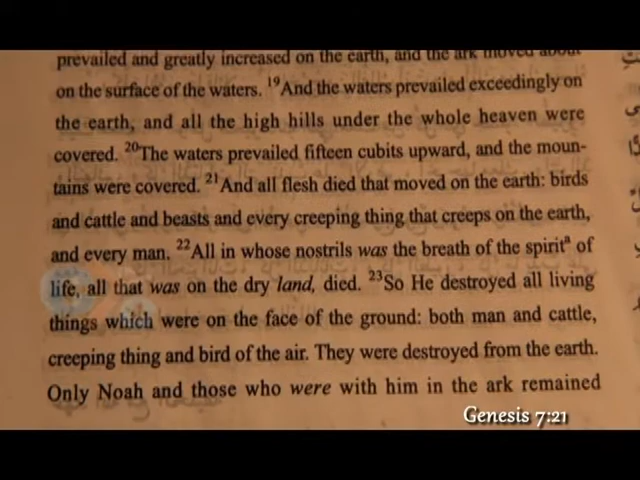 prevailed and greatly increased on the earth, and the ark moved about
on the surface of the waters. 19And the waters prevailed exceedingly on
the earth, and all the high hills under the whole heaven were
covered. 20The waters prevailed fifteen cubits upward, and the moun-
tains were covered. 21And all flesh died that moved on the earth: birds
and cattle and beasts and every creeping thing that creeps on the earth,
and every man. 22All in whose nostrils was the breath of the spirita of
life, all that was on the dry land, died. 23So He destroyed all living
things which were on the face of the ground: both man and cattle,
creeping thing and bird of the air. They were destroyed from the earth.
Only Noah and those who were with him in the ark remained
Genesis 7:21